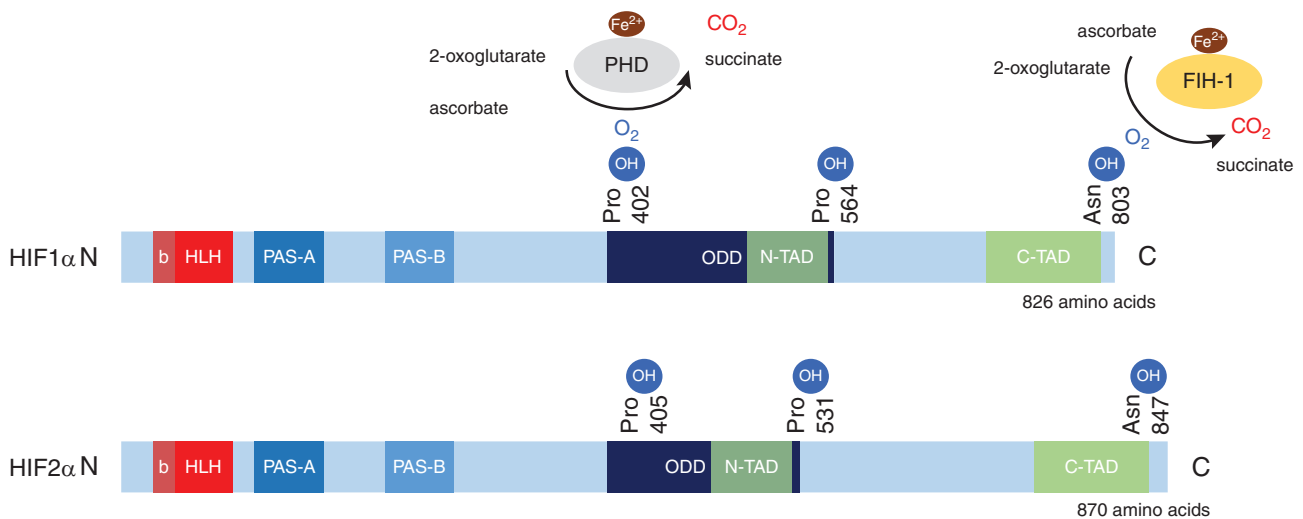 Fe²⁺
CO₂
2-oxoglutarate
PHD
succinate
ascorbate
O₂
ascorbate
Fe²⁺
2-oxoglutarate
FIH-1
O₂
CO₂
succinate
OH
OH
OH
Pro 402
Pro 564
Asn 803
HIF1α N
b
HLH
PAS-A
PAS-B
ODD
N-TAD
C-TAD
C
826 amino acids
OH
OH
OH
Pro 405
Pro 531
Asn 847
HIF2α N
b
HLH
PAS-A
PAS-B
ODD
N-TAD
C-TAD
C
870 amino acids